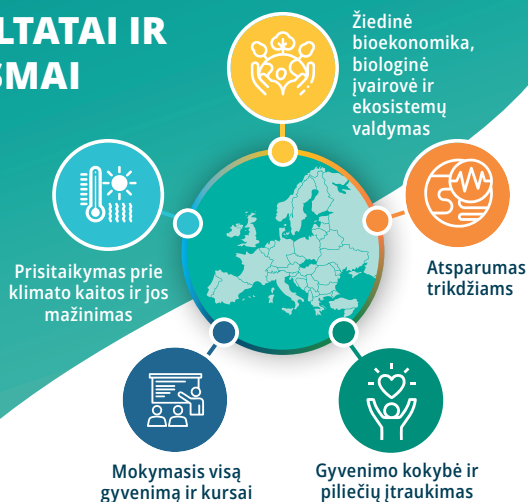 LTATAI IR
SMAI
Žiedinė
bioekonomika,
biologinė
įvairovė ir
ekosistemų
valdymas
Prisitaikymas prie
klimato kaitos ir jos
mažinimas
Atsparumas
trikdžiams
Mokymasis visą
gyvenimą ir kursai
Gyvenimo kokybė ir
piliečių įtraukimas